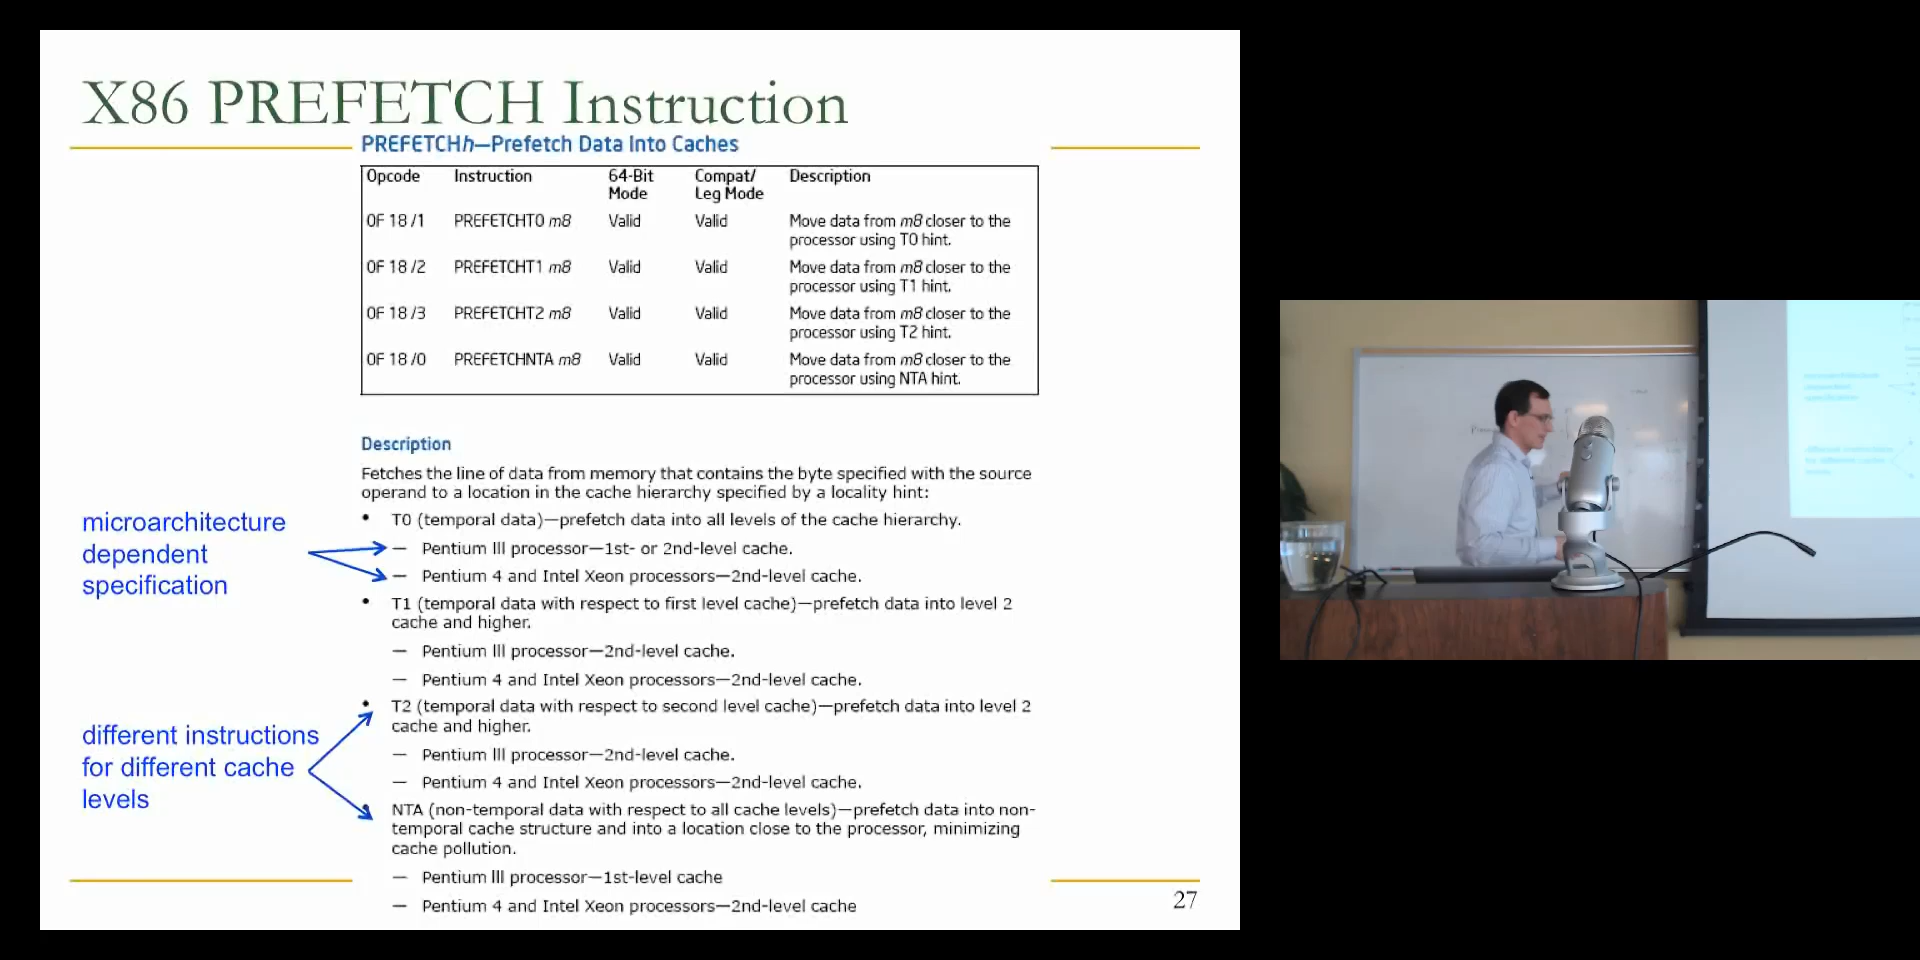 X86 PREFETCH Instruction
PREFETCHh—Prefetch Data Into Caches
Opcode Instruction 64-Bit Mode Compat/ Leg Mode Description
0F 18 /1 PREFETCHT0 m8 Valid Valid Move data from m8 closer to the
processor using T0 hint.
0F 18 /2 PREFETCHT1 m8 Valid Valid Move data from m8 closer to the
processor using T1 hint.
0F 18 /3 PREFETCHT2 m8 Valid Valid Move data from m8 closer to the
processor using T2 hint.
0F 18 /0 PREFETCHNTA m8 Valid Valid Move data from m8 closer to the
processor using NTA hint.
Description
Fetches the line of data from memory that contains the byte specified with the source
operand to a location in the cache hierarchy specified by a locality hint:
• T0 (temporal data)—prefetch data into all levels of the cache hierarchy.
— Pentium III processor—1st- or 2nd-level cache.
— Pentium 4 and Intel Xeon processors—2nd-level cache.
• T1 (temporal data with respect to first level cache)—prefetch data into level 2
cache and higher.
— Pentium III processor—2nd-level cache.
— Pentium 4 and Intel Xeon processors—2nd-level cache.
• T2 (temporal data with respect to second level cache)—prefetch data into level 2
cache and higher.
— Pentium III processor—2nd-level cache.
— Pentium 4 and Intel Xeon processors—2nd-level cache.
• NTA (non-temporal data with respect to all cache levels)—prefetch data into non-
temporal cache structure and into a location close to the processor, minimizing
cache pollution.
— Pentium III processor—1st-level cache
— Pentium 4 and Intel Xeon processors—2nd-level cache
microarchitecture
dependent
specification
different instructions
for different cache
levels
27